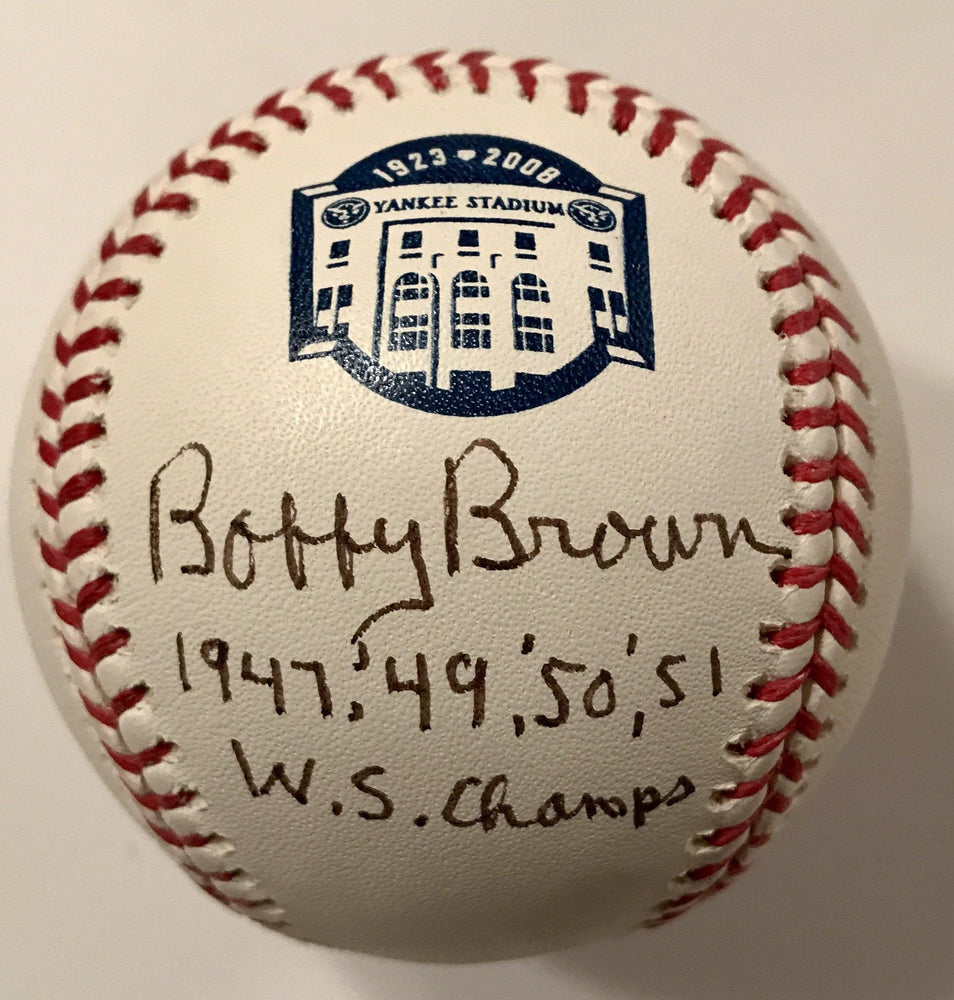 1923 ♥ 2008
YANKEE STADIUM
Bobby Brown
1947, '49, '50, '51
W.S. Champs